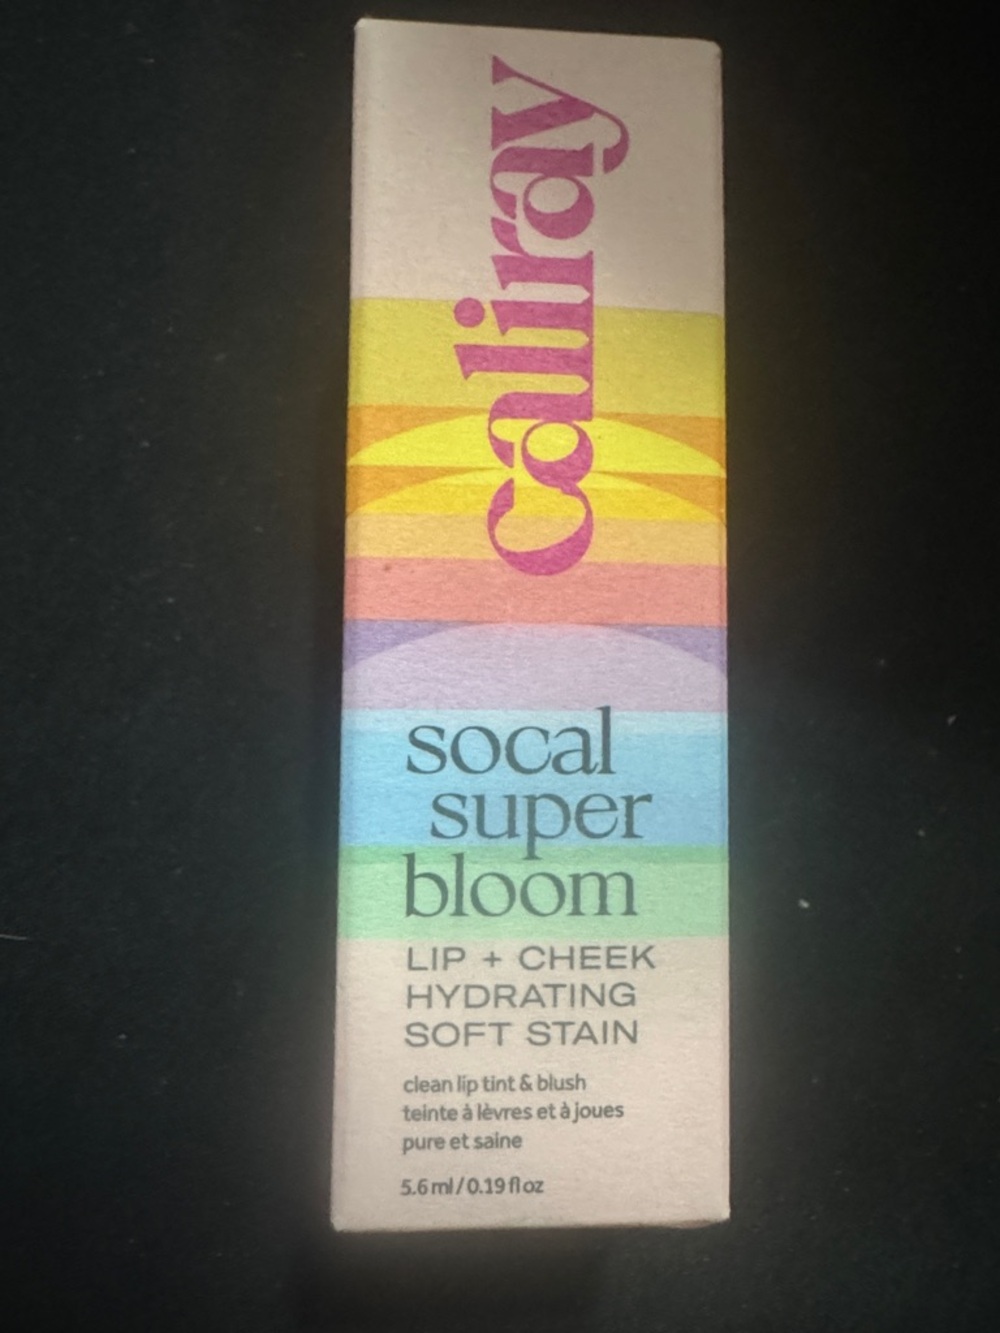 caliray
socal
super
bloom
LIP + CHEEK
HYDRATING
SOFT STAIN
clean lip tint & blush
teinte à lèvres et à joues
pure et saine
5.6 ml / 0.19 fl oz